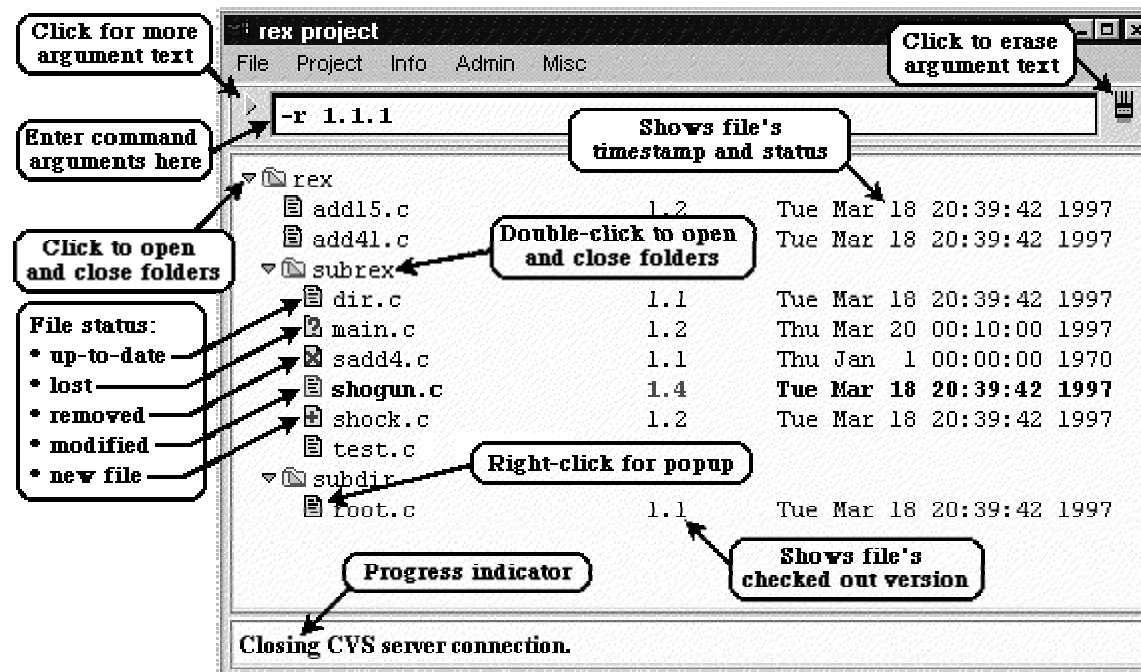 Click for more
argument text
rex project
Click to erase
argument text
File Project Info Admin Misc
-r 1.1.1
Enter command
arguments here
Shows file's
timestamp and status
rex
add15.c 1.2 Tue Mar 18 20:39:42 1997
add41.c Tue Mar 18 20:39:42 1997
Click to open
and close folders
Double-click to open
and close folders
subrex
dir.c 1.1 Tue Mar 18 20:39:42 1997
main.c 1.2 Thu Mar 20 00:10:00 1997
sadd4.c 1.1 Thu Jan 1 00:00:00 1970
shogun.c 1.4 Tue Mar 18 20:39:42 1997
shock.c 1.2 Tue Mar 18 20:39:42 1997
test.c
File status:
• up-to-date
• lost
• removed
• modified
• new file
Right-click for popup
subdir
root.c 1.1 Tue Mar 18 20:39:42 1997
Shows file's
checked out version
Progress indicator
Closing CVS server connection.